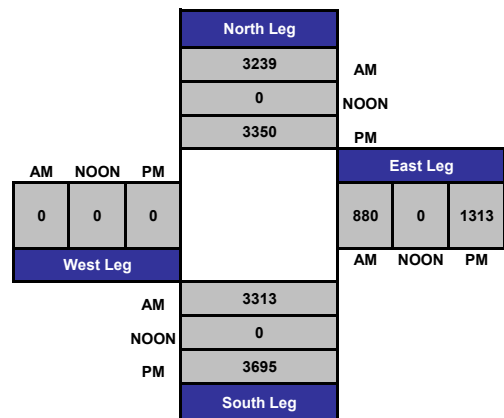 North Leg
3239 AM
0 NOON
3350 PM
AM NOON PM East Leg
0 0 0 880 0 1313
West Leg AM NOON PM
AM 3313
NOON 0
PM 3695
South Leg